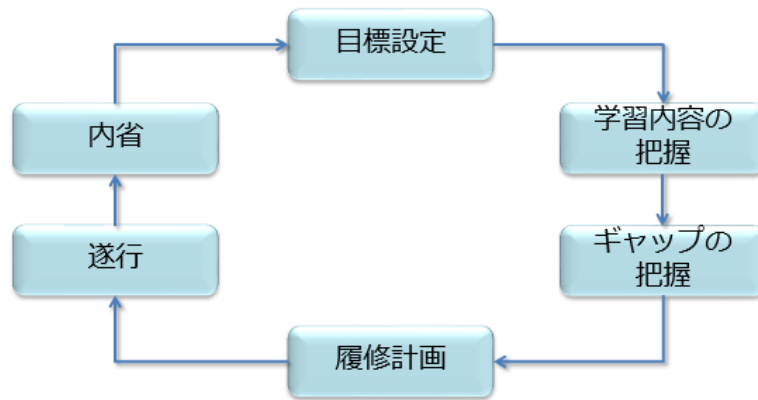 目標設定
学習内容の
把握
ギャップの
把握
履修計画
遂行
内省